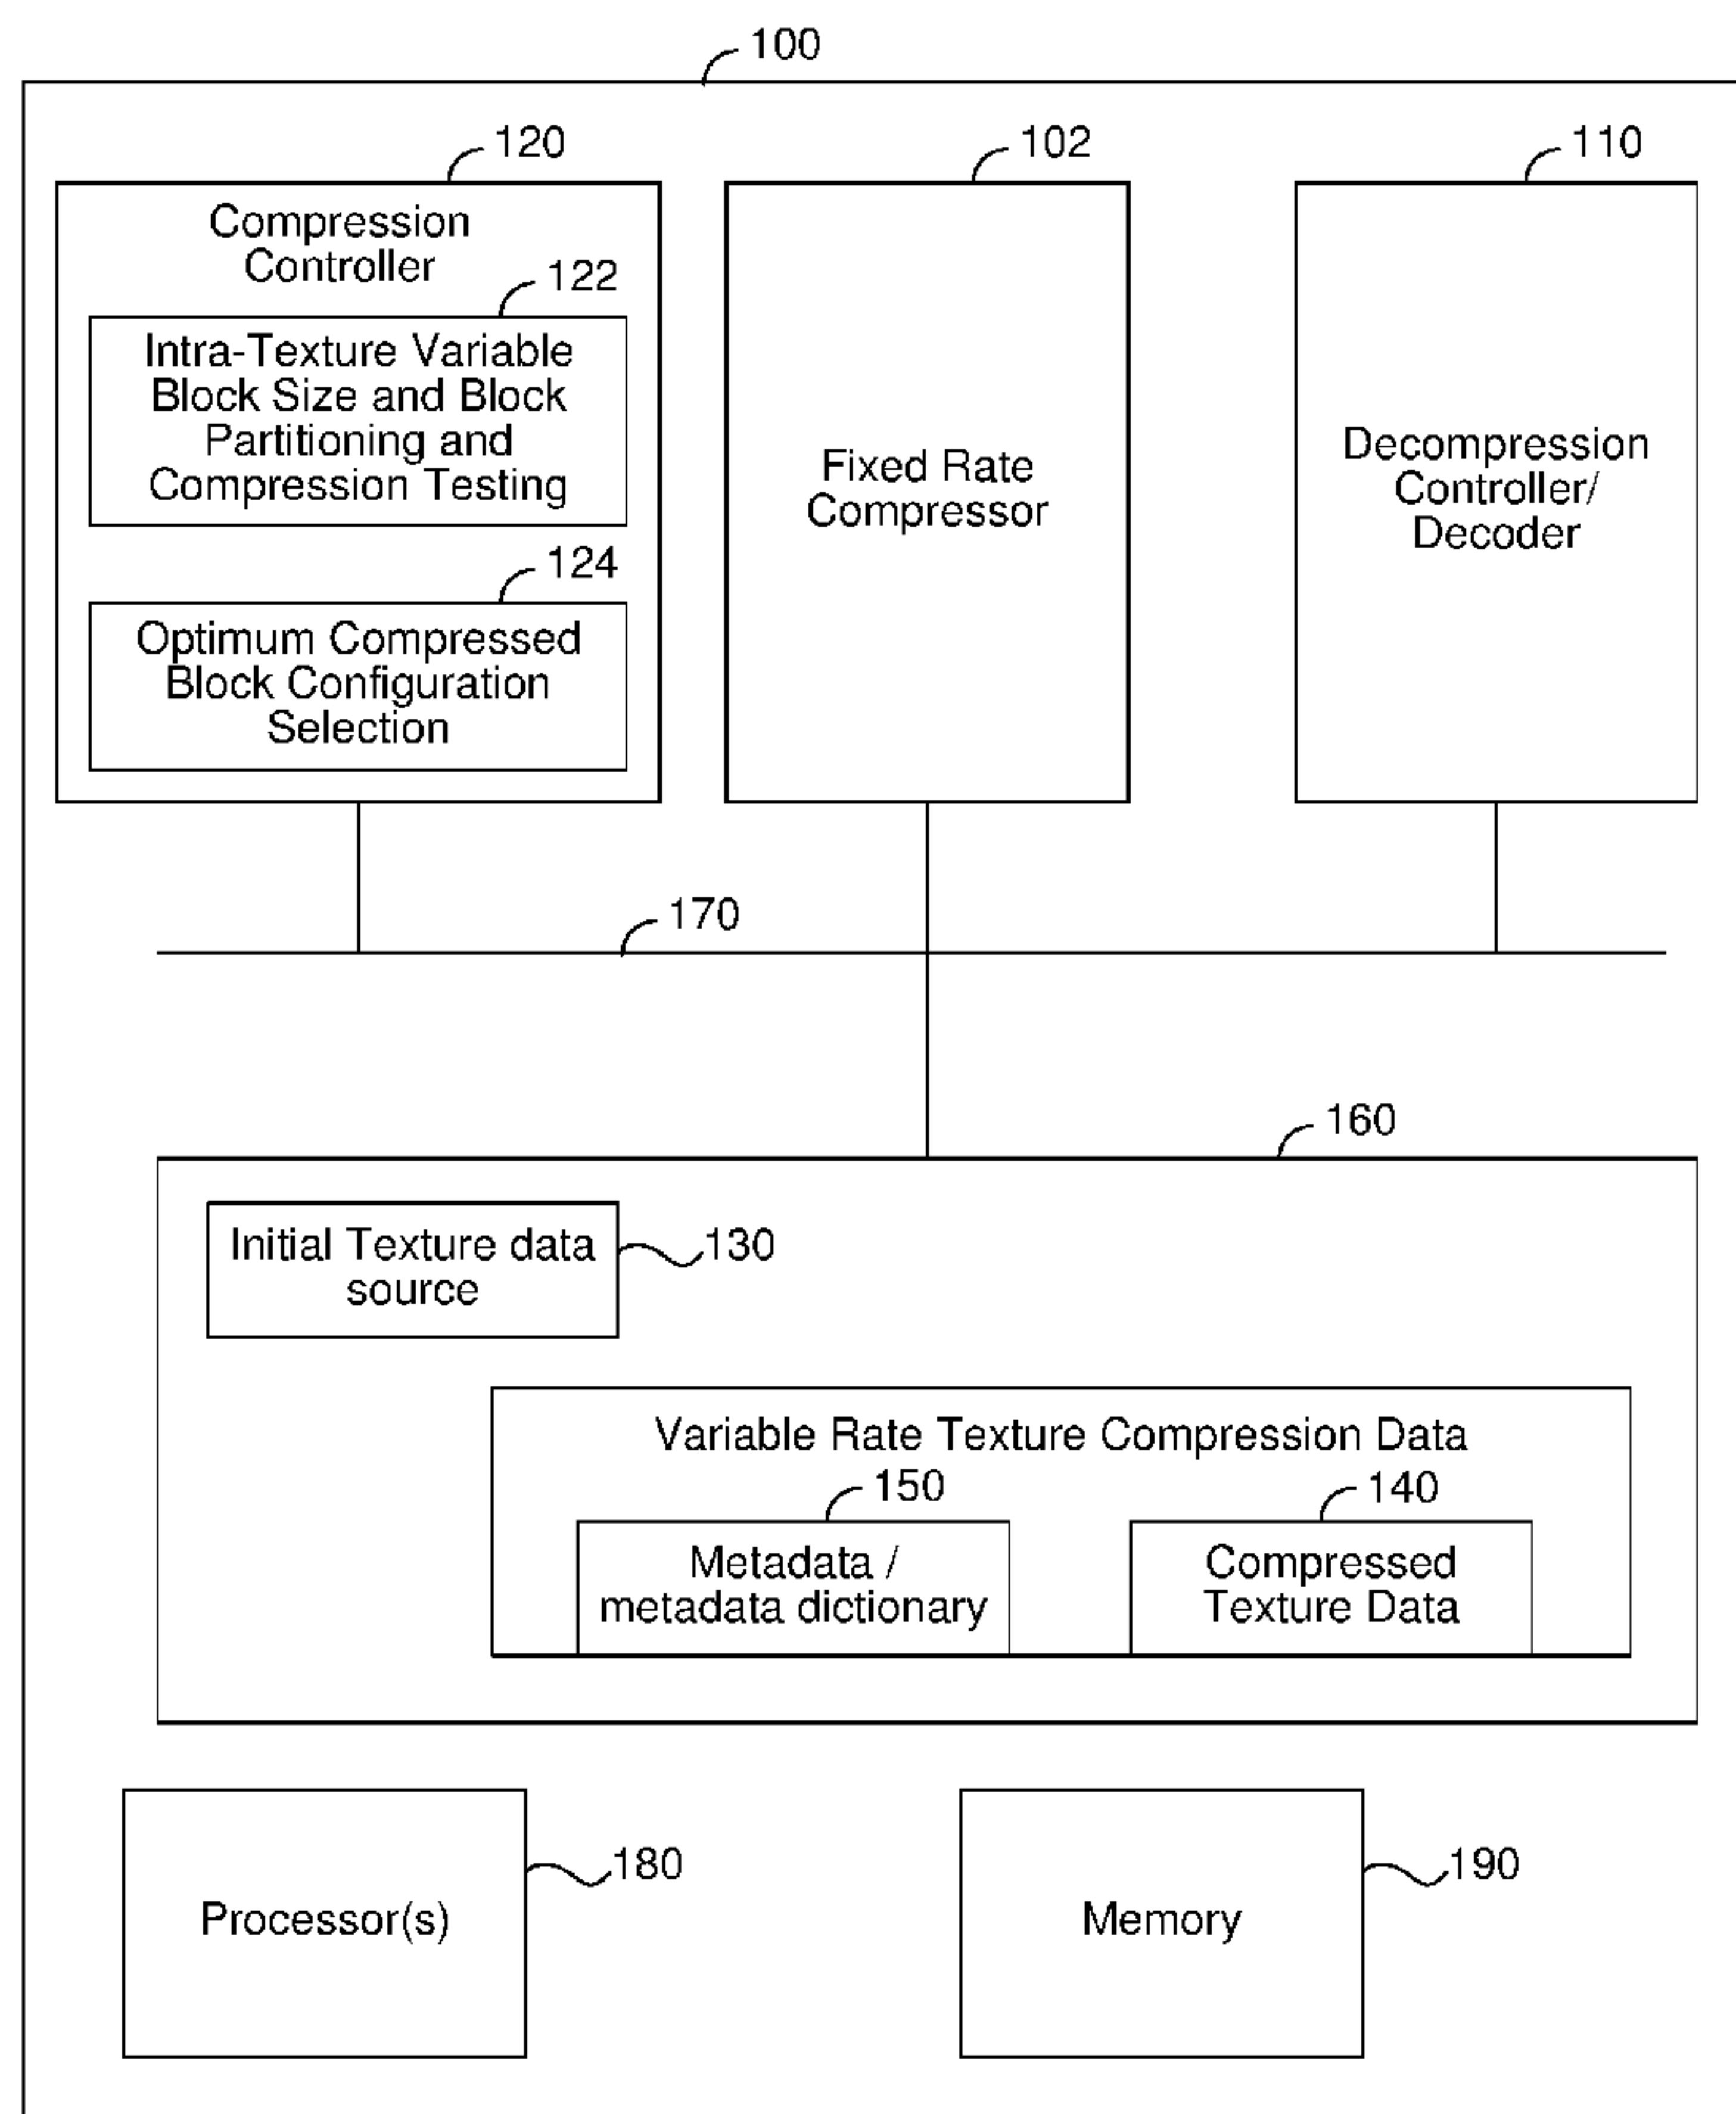 100
120
102
110
Compression
Controller
122
Intra-Texture Variable
Block Size and Block
Partitioning and
Compression Testing
124
Optimum Compressed
Block Configuration
Selection
Fixed Rate
Compressor
Decompression
Controller/
Decoder
170
160
Initial Texture data
source
130
Variable Rate Texture Compression Data
150
140
Metadata /
metadata dictionary
Compressed
Texture Data
Processor(s)
180
Memory
190